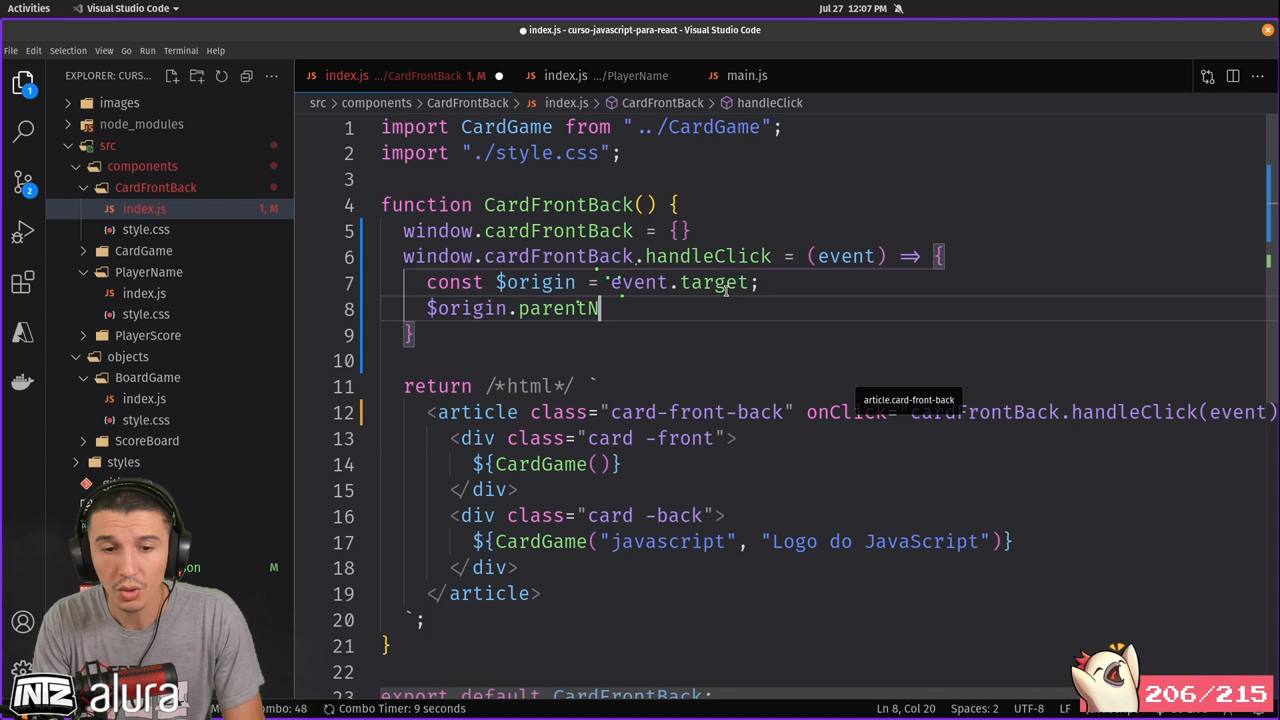 Activities
Visual Studio Code
Jul 27 12:07 PM
index.js - curso-javascript-para-react - Visual Studio Code
File Edit Selection View Go Run Terminal Help
EXPLORER: CURS...
index.js .../CardFrontBack 1, M
index.js .../PlayerName
main.js
src
components
CardFrontBack
index.js
CardFrontBack
handleClick
1
2
images
node_modules
src
components
CardFrontBack
index.js 1, M
style.css
CardGame
PlayerName
index.js
style.css
PlayerScore
objects
BoardGame
index.js
style.css
ScoreBoard
styles
M
1 import CardGame from "../CardGame";
2 import "./style.css";
3
4 function CardFrontBack() {
5 window.cardFrontBack = {}
6 window.cardFrontBack.handleClick = (event) => {
7 const $origin = event.target;
8 $origin.parentN
9 }
10
11 return /*html*/ `
12 <article class="card-front-back" onClick="cardFrontBack.handleClick(event)
article.card-front-back
13 <div class="card -front">
14 ${CardGame()}
15 </div>
16 <div class="card -back">
17 ${CardGame("javascript", "Logo do JavaScript")}
18 </div>
19 </article>
20 `;
21 }
22
23 export default CardFrontBack;
ombo: 48
Combo Timer: 9 seconds
Ln 8, Col 20
Spaces: 2
UTF-8
LF
INTZ alura
206/215